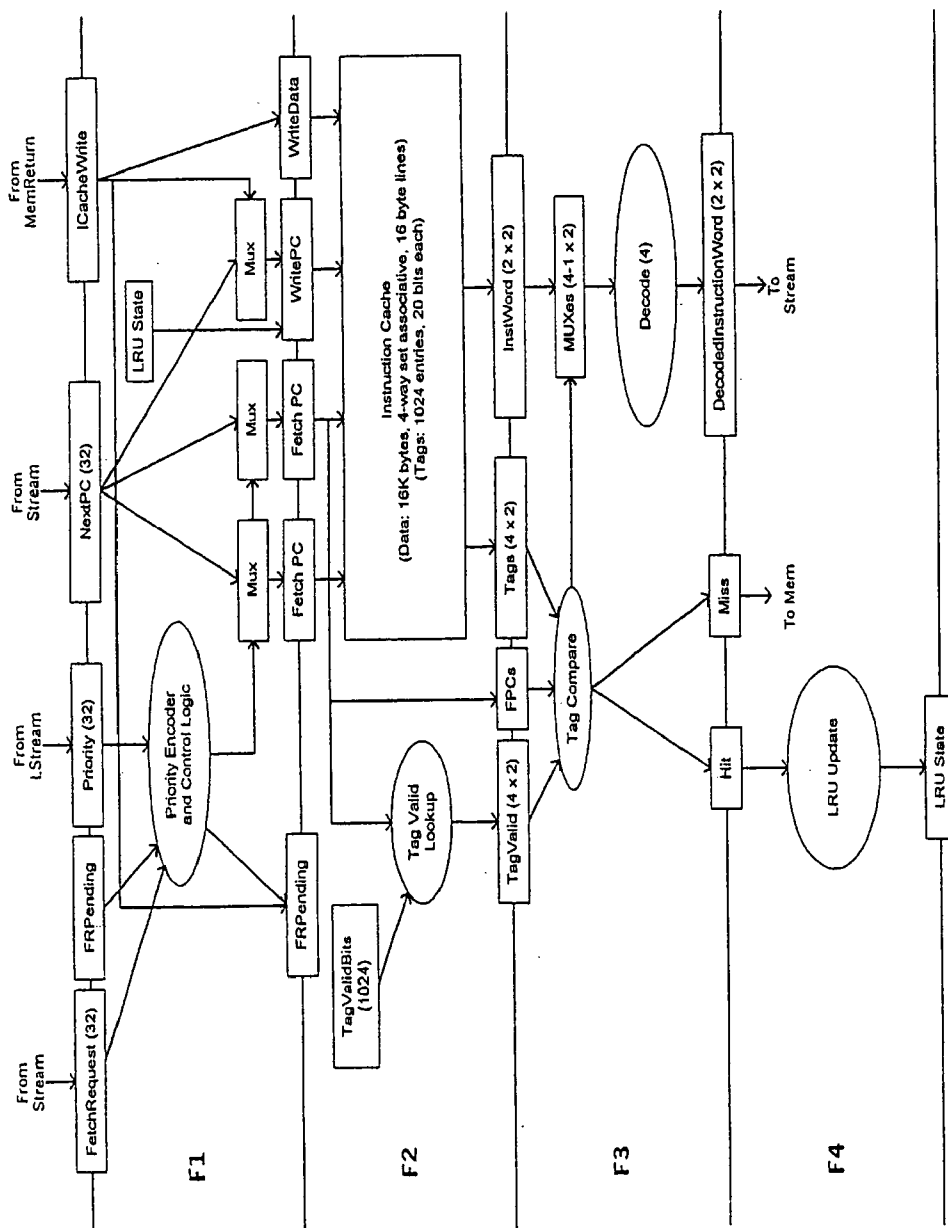 From
Stream
From
LStream
From
Stream
From
MemReturn
FetchRequest (32)
FRPending
Priority (32)
NextPC (32)
ICacheWrite
F1
Priority Encoder
and Control Logic
LRU State
Mux
Mux
Mux
FRPending
Fetch PC
Fetch PC
WritePC
WriteData
F2
TagValidBits
(1024)
Tag Valid
Lookup
Instruction Cache
(Data: 16K bytes, 4-way set associative, 16 byte lines)
(Tags: 1024 entries, 20 bits each)
TagValid (4 x 2)
FPCs
Tags (4 x 2)
InstWord (2 x 2)
F3
Tag Compare
MUXes (4-1 x 2)
Decode (4)
Hit
Miss
DecodedInstructionWord (2 x 2)
To Mem
To
Stream
F4
LRU Update
LRU State